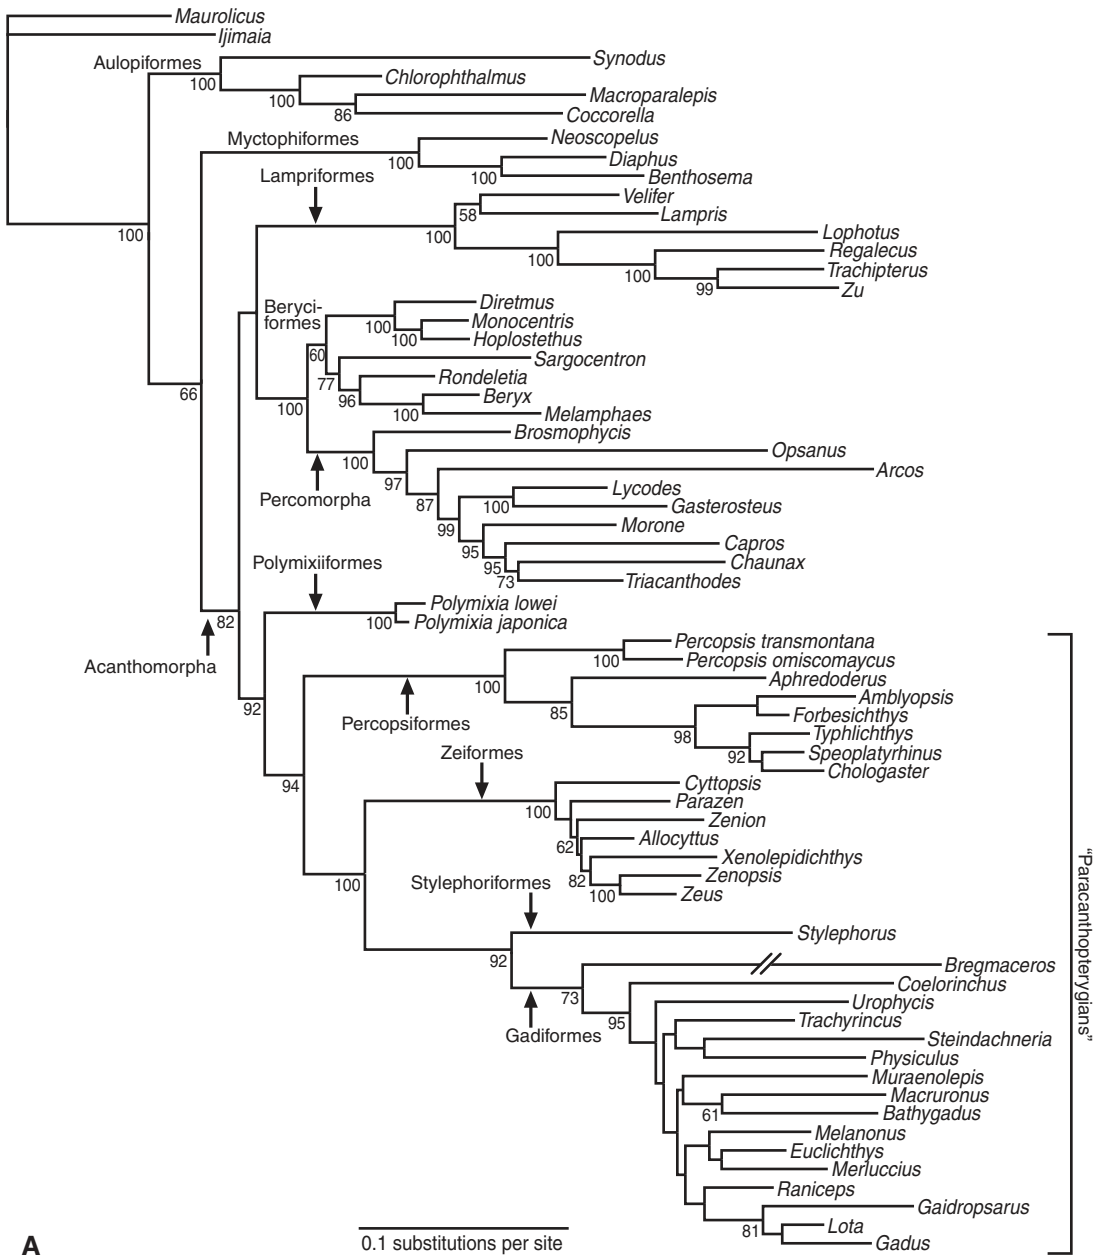 Maurolicus
Ijimaia
Synodus
Aulopiformes
100
Chlorophthalmus
100
Macroparalepis
86
Coccorella
Neoscopelus
Myctophiformes
100
Diaphus
100
Benthosema
Lampriformes
Velifer
58
Lampris
100
100
Lophotus
Regalecus
100
100
Trachipterus
99
Zu
Beryci-
formes
Diretmus
100
Monocentris
100
Hoplostethus
60
Sargocentron
77
Rondeletia
96
Beryx
100
Melamphaes
66
100
Brosmophycis
100
Opsanus
97
Arcos
Percomorpha
87
Lycodes
100
Gasterosteus
99
Morone
95
Capros
95
Chaunax
73
Triacanthodes
Polymixiiformes
Polymixia lowei
100
Polymixia japonica
82
Acanthomorpha
Percopsis transmontana
100
Percopsis omiscomaycus
100
Aphredoderus
92
85
Percopsiformes
Amblyopsis
Forbesichthys
98
Typhlichthys
92
Speoplatyrhinus
Chologaster
Zeiformes
94
Cyttopsis
100
Parazen
Zenion
62
Allocyttus
Xenolepidichthys
82
Zenopsis
100
Zeus
100
Stylephoriformes
Stylephorus
92
Bregmaceros
73
Coelorinchus
95
Gadiformes
Urophycis
Trachyrincus
Steindachneria
Physiculus
Muraenolepis
Macruronus
61
Bathygadus
Melanonus
Euclichthys
Merluccius
Raniceps
Gaidropsarus
81
Lota
Gadus
"Paracanthopterygians"
0.1 substitutions per site
A